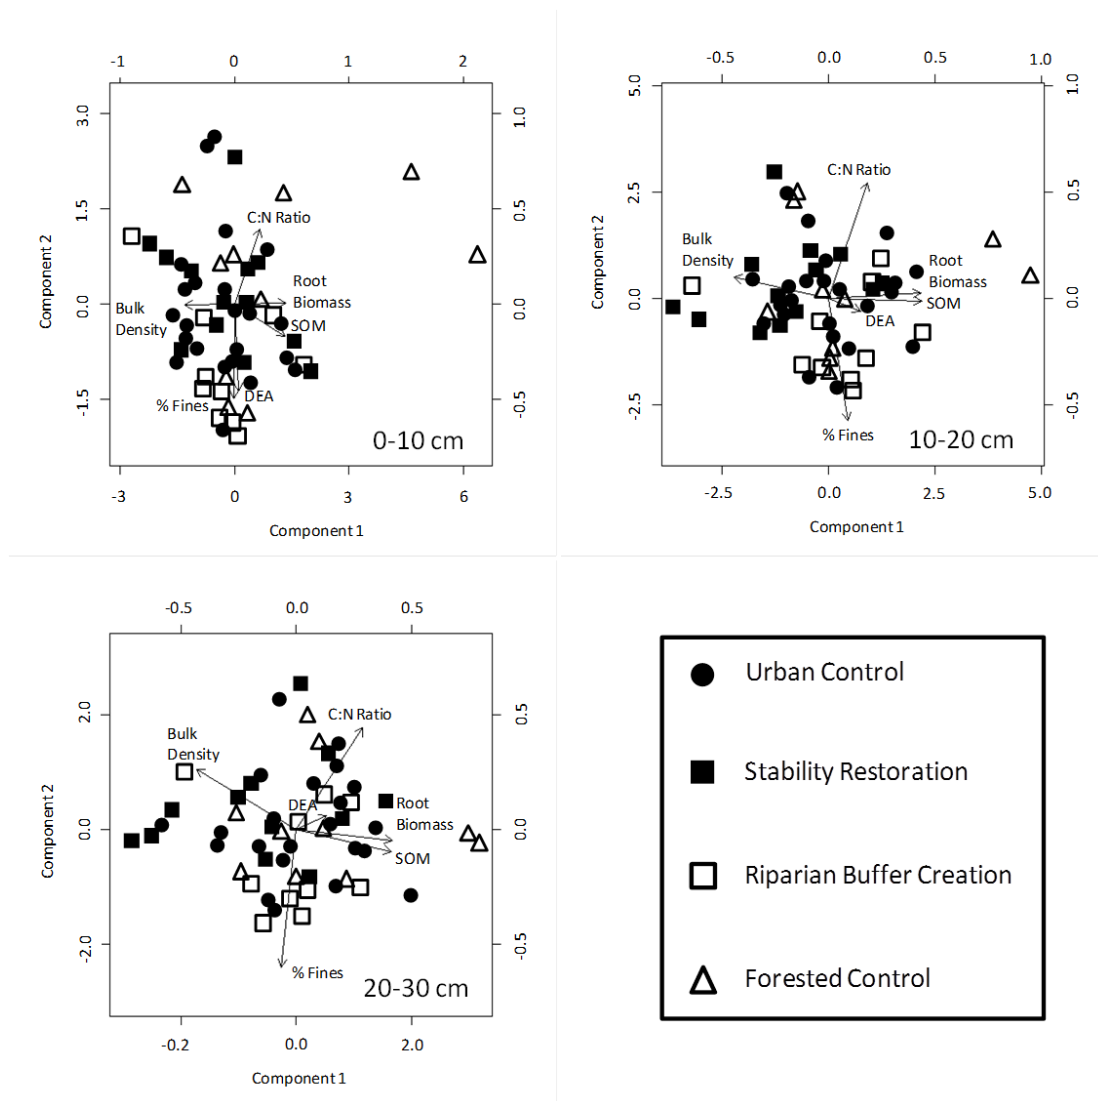 -1 0 1 2
3.0
1.5
0.0
-1.5
Component 2
1.0
0.5
0.0
-0.5
C:N Ratio
Root
Biomass
Bulk
Density
SOM
DEA
% Fines
0-10 cm
-3 0 3 6
Component 1
-0.5 0.0 0.5 1.0
5.0
2.5
0.0
-2.5
Component 2
1.0
0.5
0.0
-0.5
C:N Ratio
Bulk
Density
Root
Biomass
SOM
DEA
% Fines
10-20 cm
-2.5 0.0 2.5 5.0
Component 1
-0.5 0.0 0.5
2.0
0.0
-2.0
Component 2
0.5
0.0
-0.5
C:N Ratio
Bulk
Density
DEA
Root
Biomass
SOM
% Fines
20-30 cm
-0.2 0.0 2.0
Component 1
Urban Control
Stability Restoration
Riparian Buffer Creation
Forested Control